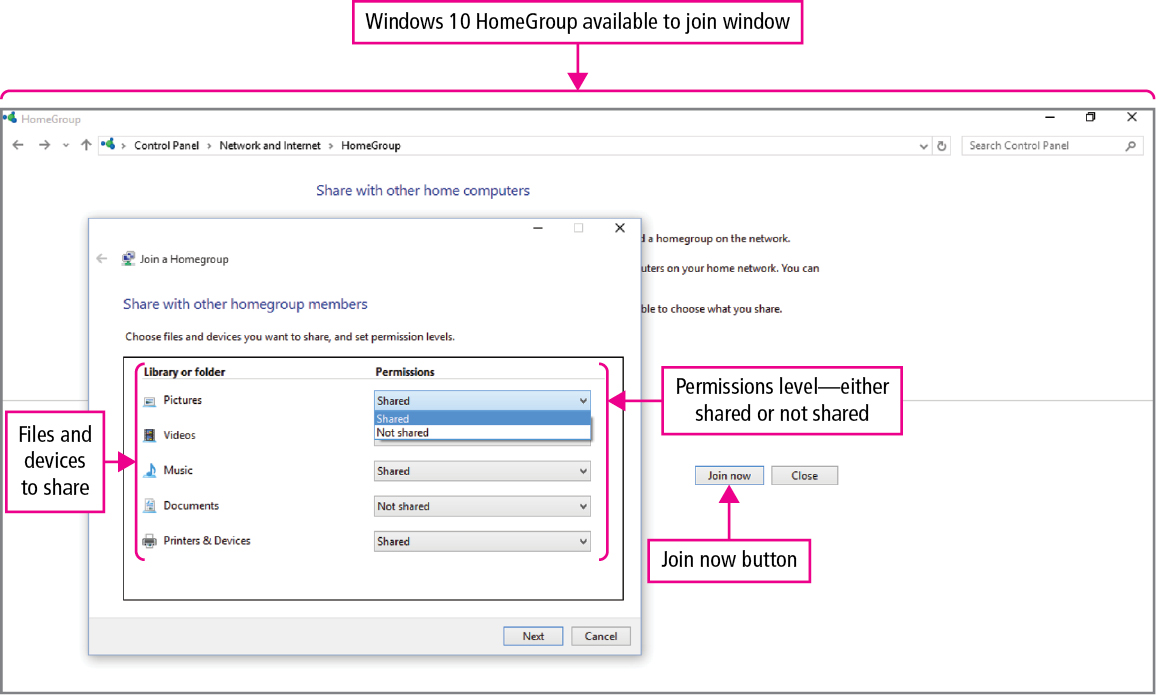 Windows 10 HomeGroup available to join window
HomeGroup
Control Panel > Network and Internet > HomeGroup
Search Control Panel
Share with other home computers
d a homegroup on the network.
Join a Homegroup
uters on your home network. You can
Share with other homegroup members
ble to choose what you share.
Choose files and devices you want to share, and set permission levels.
Library or folder Permissions
Pictures Shared
Shared
Not shared
Videos
Music Shared
Documents Not shared
Printers & Devices Shared
Next Cancel
Permissions level—either
shared or not shared
Files and
devices
to share
Join now Close
Join now button